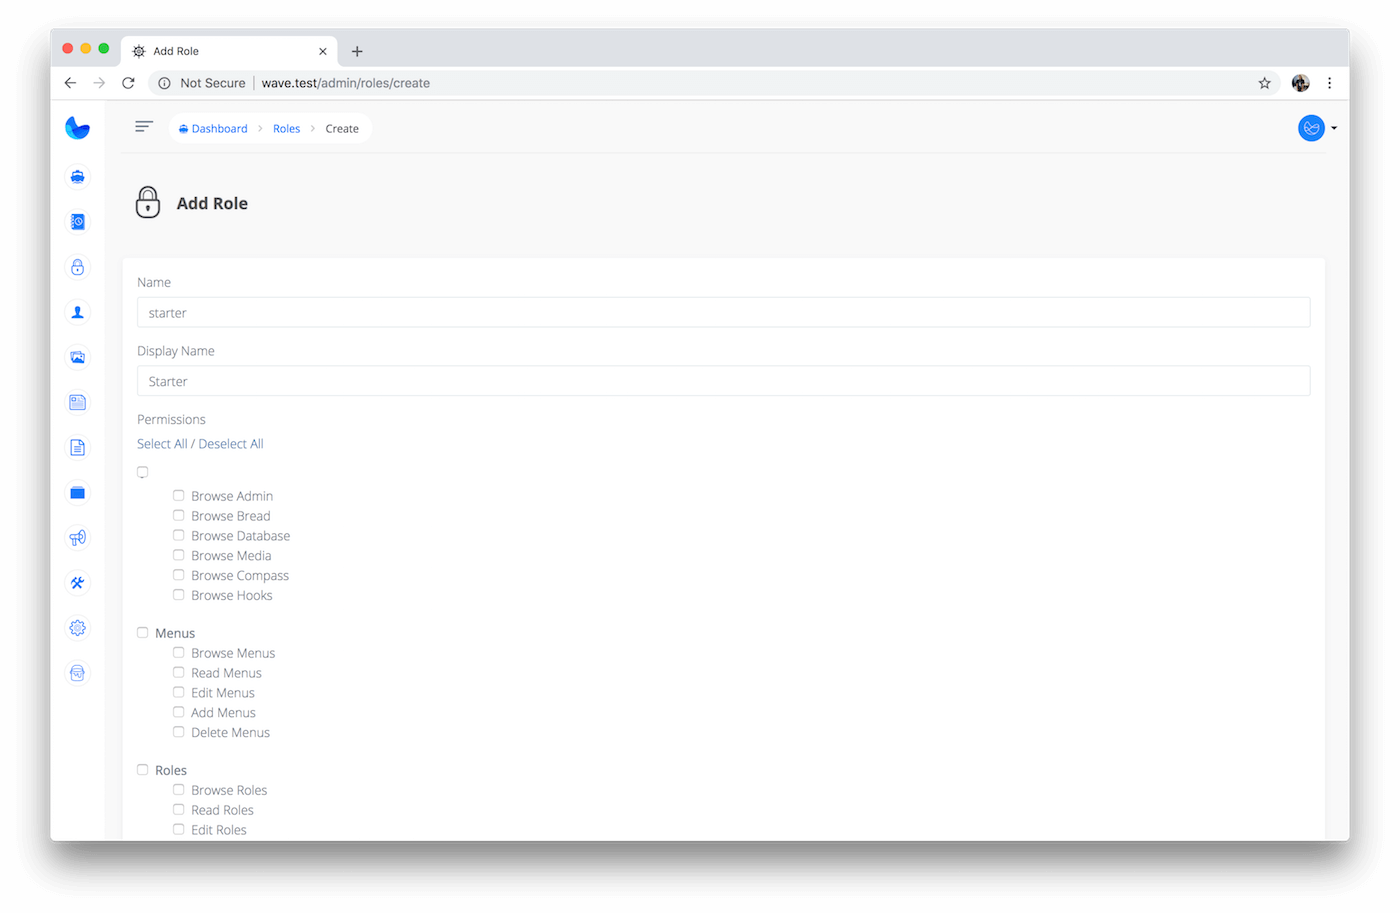 Add Role
Not Secure wave.test/admin/roles/create
Dashboard Roles Create
Add Role
Name
starter
Display Name
Starter
Permissions
Select All / Deselect All
Browse Admin
Browse Bread
Browse Database
Browse Media
Browse Compass
Browse Hooks
Menus
Browse Menus
Read Menus
Edit Menus
Add Menus
Delete Menus
Roles
Browse Roles
Read Roles
Edit Roles